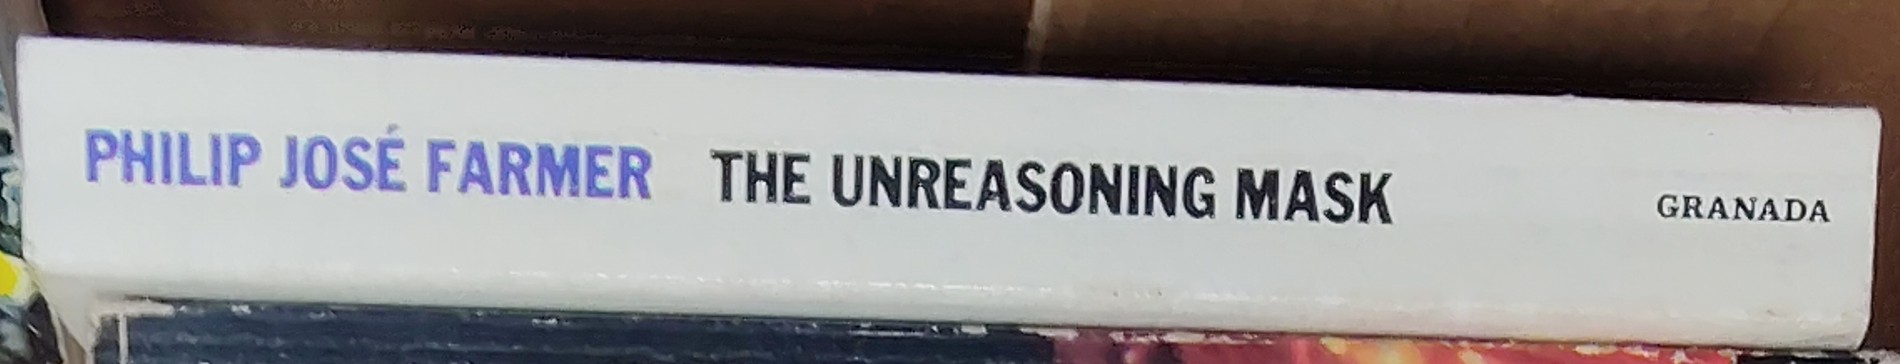 PHILIP JOSÉ FARMER THE UNREASONING MASK GRANADA